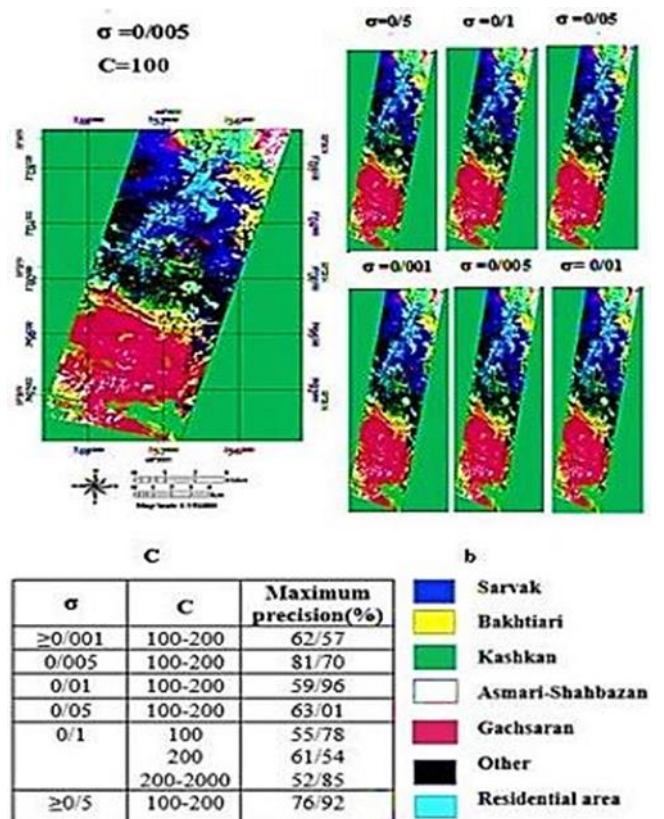 σ =0/005
C=100
σ=0/5
σ =0/1
σ =0/05
σ =0/001
σ =0/005
σ= 0/01
C
b
σ
C
Maximum
precision(%)
≥0/001
100-200
62/57
0/005
100-200
81/70
0/01
100-200
59/96
0/05
100-200
63/01
0/1
100
55/78
200
61/54
200-2000
52/85
≥0/5
100-200
76/92
Sarvak
Bakhtiari
Kashkan
Asmari-Shahbazan
Gachsaran
Other
Residential area